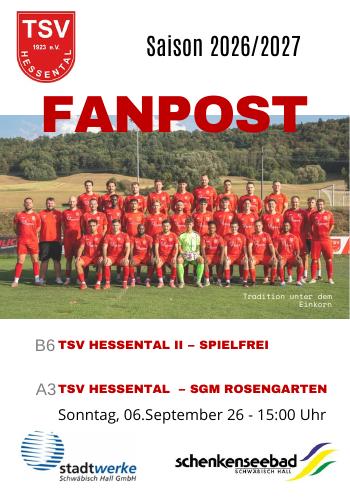 TSV
1923 e.V.
HESSENTAL
Saison 2026/2027
FANPOST
Tradition unter dem
Einkorn
B6 TSV HESSENTAL II – SPIELFREI
A3 TSV HESSENTAL – SGM ROSENGARTEN
Sonntag, 06.September 26 - 15:00 Uhr
stadtwerke
Schwäbisch Hall GmbH
schenkenseebad
SCHWÄBISCH HALL